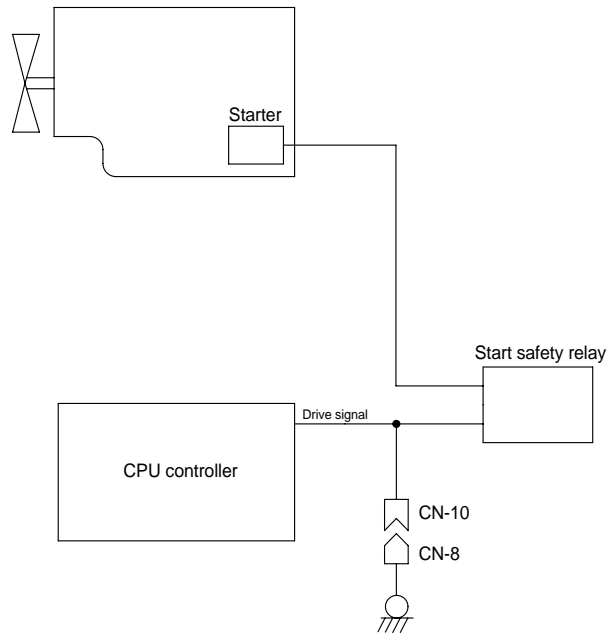 Starter
Start safety relay
Drive signal
CPU controller
CN-10
CN-8